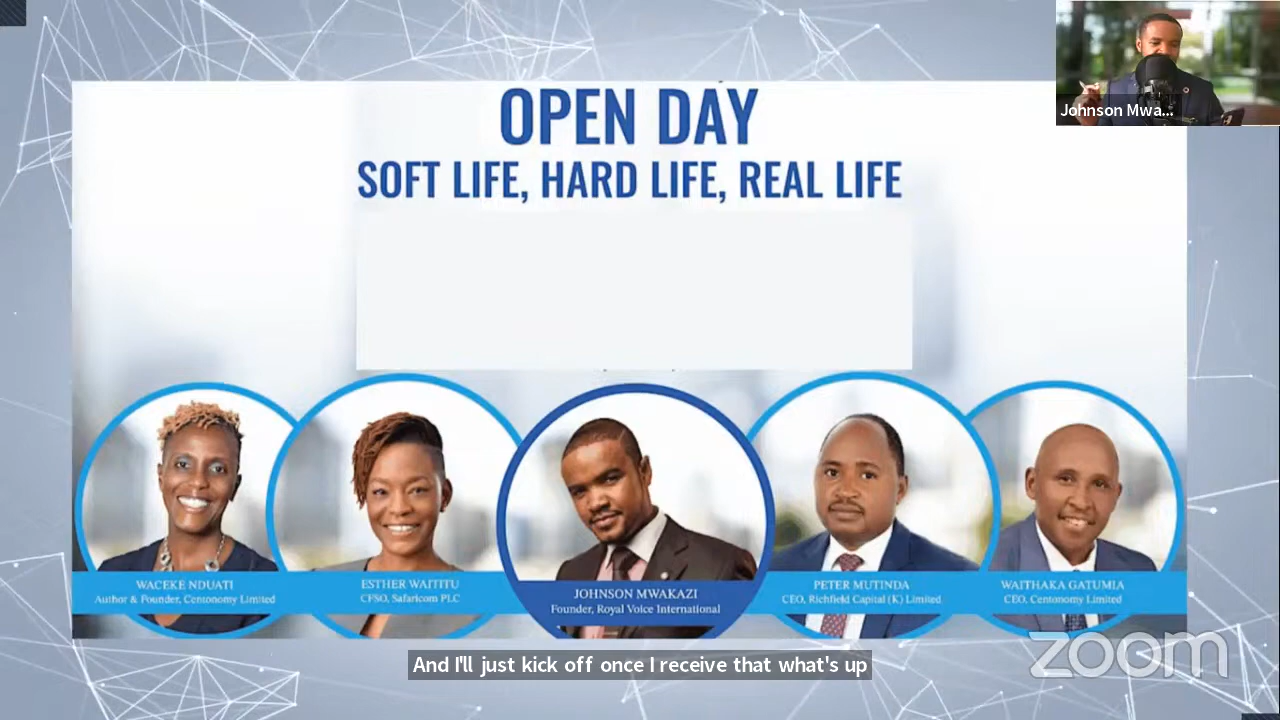 Johnson Mwa...
OPEN DAY
SOFT LIFE, HARD LIFE, REAL LIFE
WACEKE NDUATI
Author & Founder, Centonomy Limited
ESTHER WAITITU
CFSO, Safaricom PLC
JOHNSON MWAKAZI
Founder, Royal Voice International
PETER MUTINDA
CEO, Richfield Capital (K) Limited
WAITHAKA GATUMIA
CEO, Centonomy Limited
zoom
And I'll just kick off once I receive that what's up